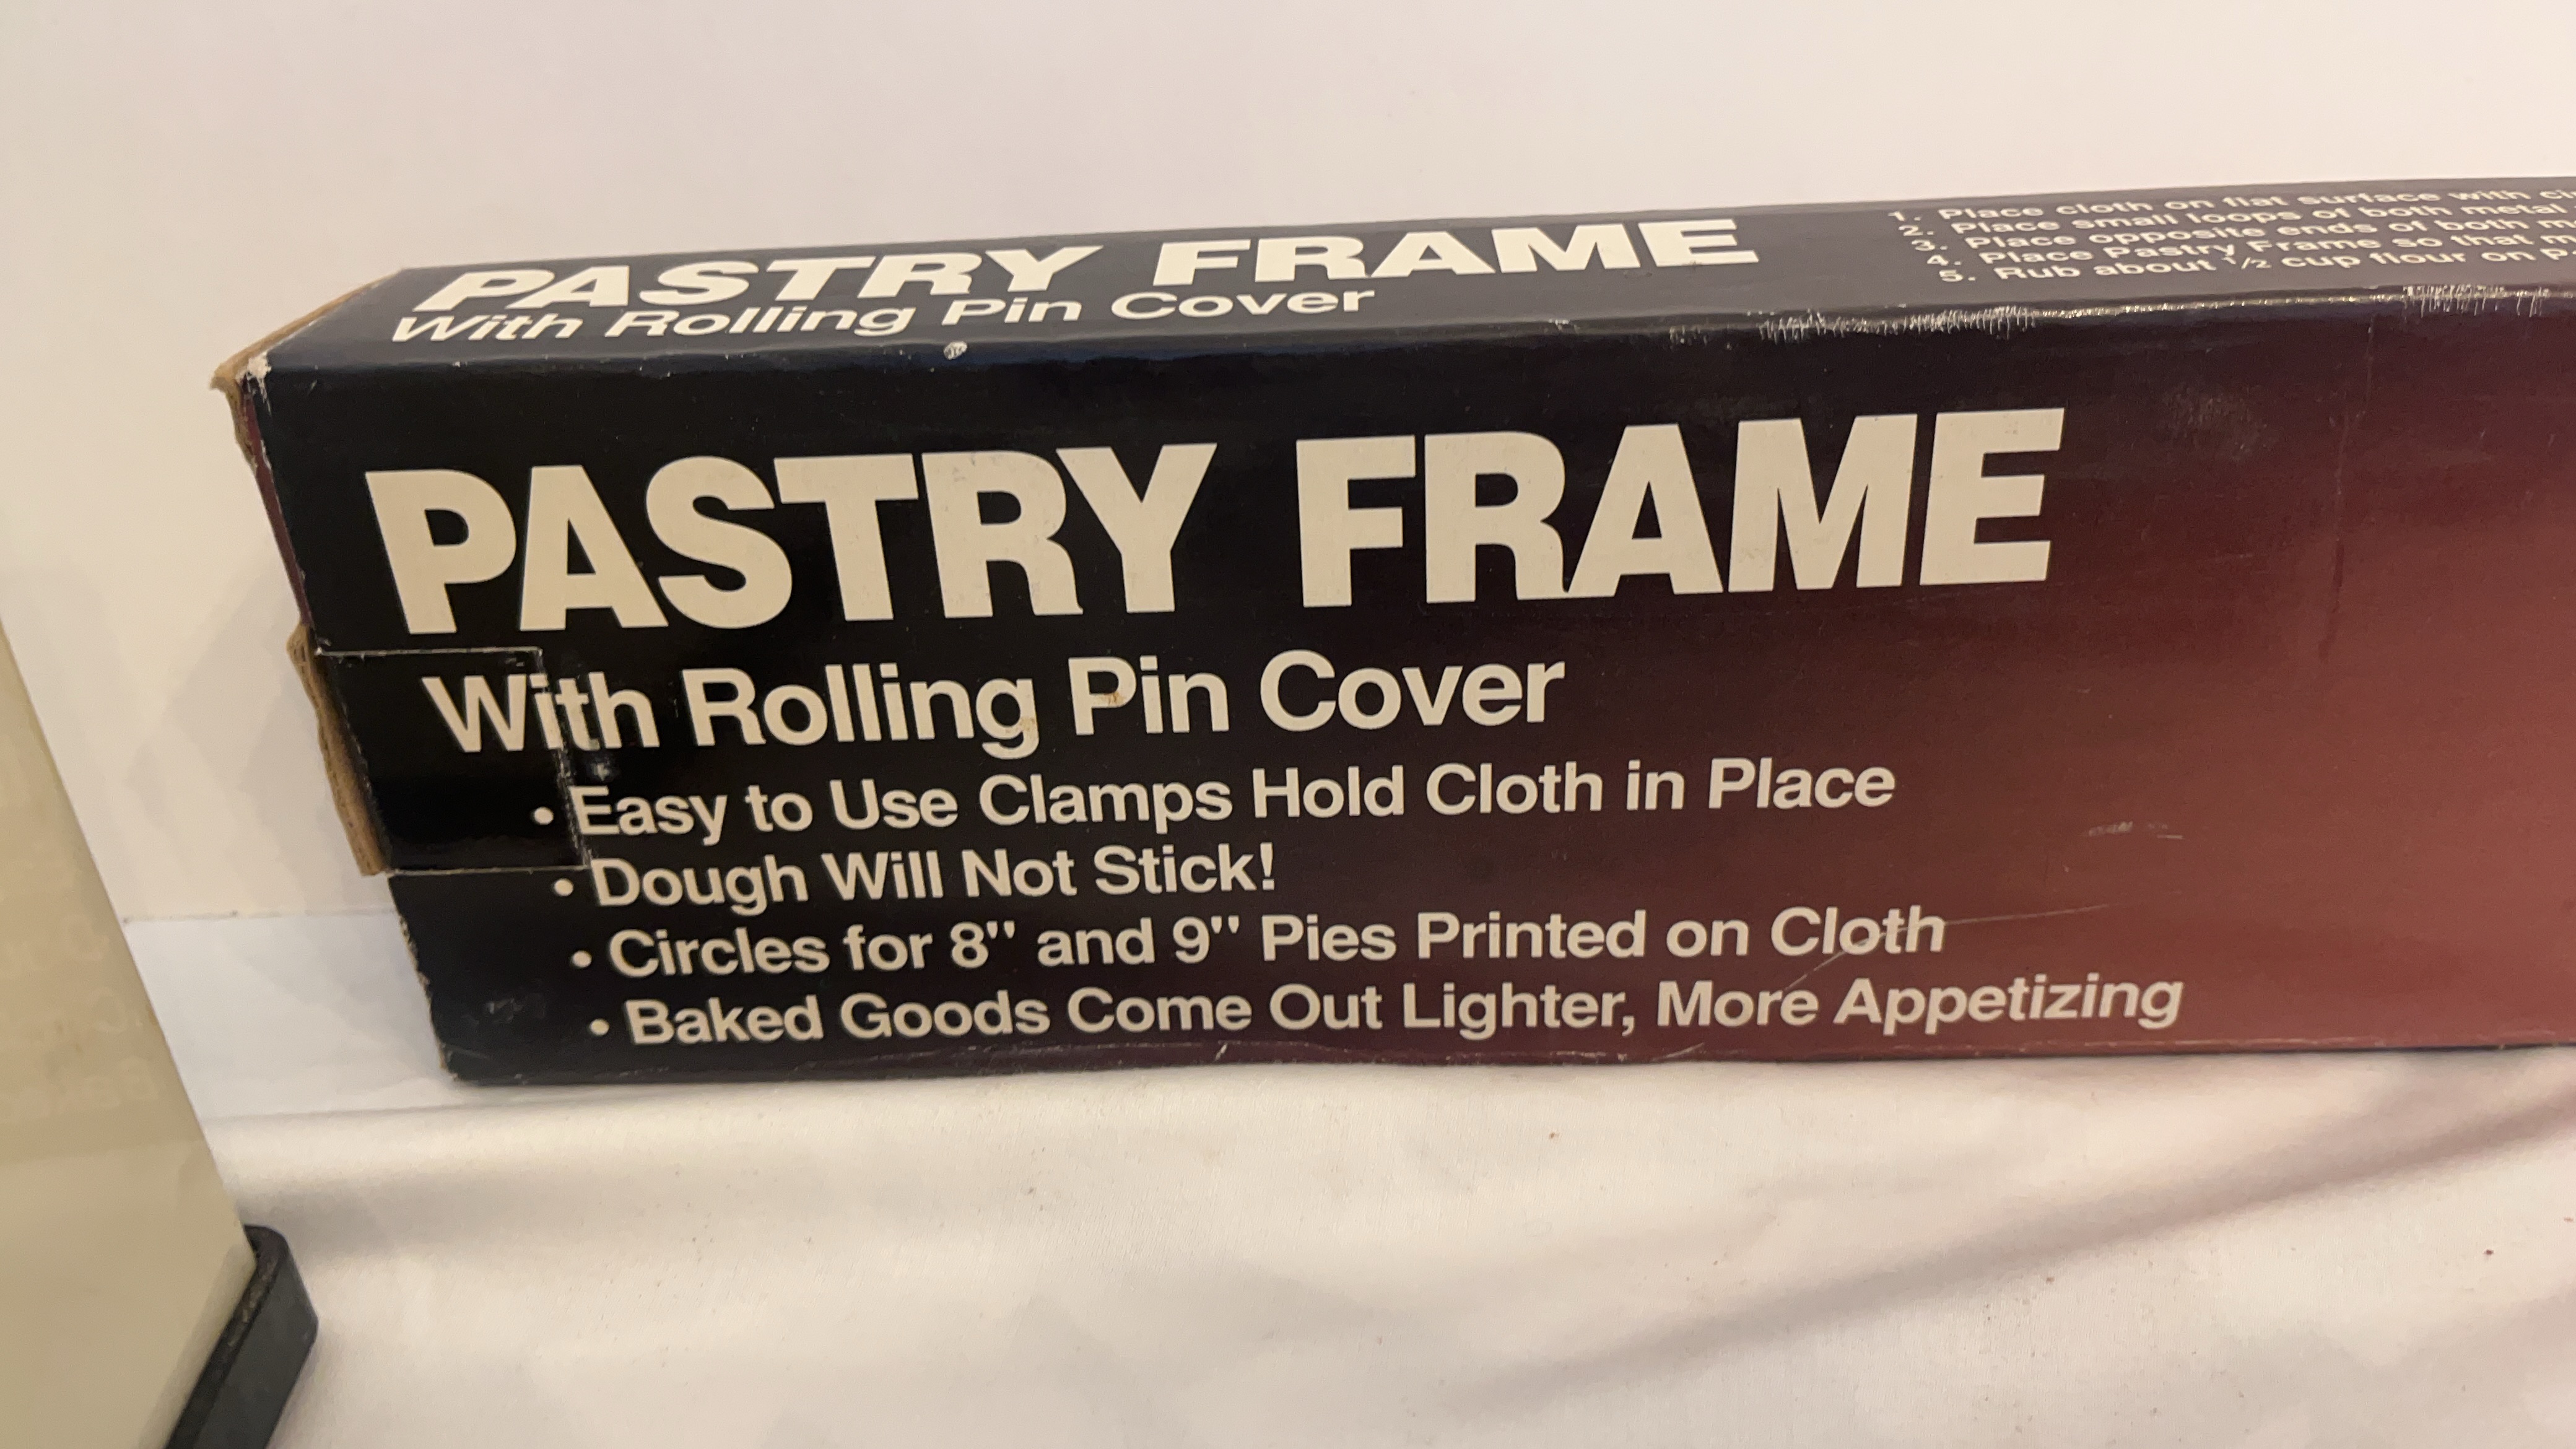 PASTRY FRAME
With Rolling Pin Cover
1. Place cloth on flat surface with
2. Place small loops of both metal
3. Place opposite ends of both
4. Place Pastry Frame so that
5. Rub about 1/2 cup flour on
PASTRY FRAME
With Rolling Pin Cover
• Easy to Use Clamps Hold Cloth in Place
• Dough Will Not Stick!
• Circles for 8" and 9" Pies Printed on Cloth
• Baked Goods Come Out Lighter, More Appetizing